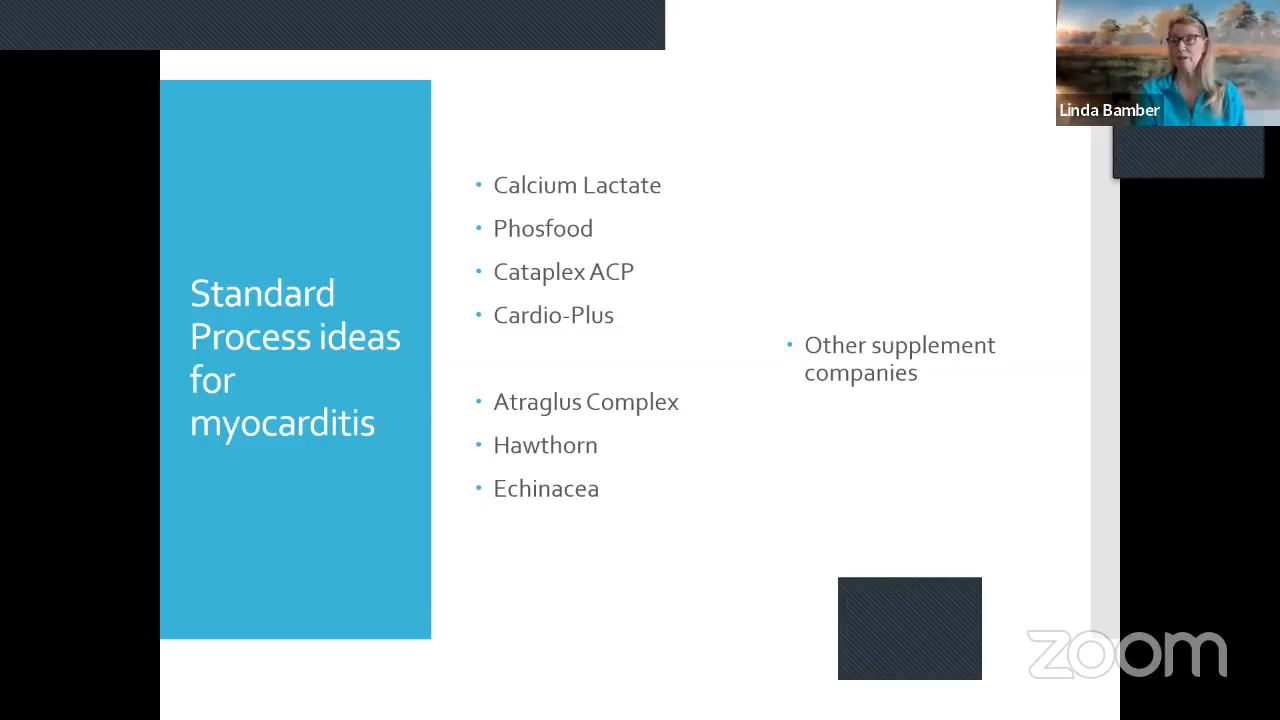 Linda Bamber
Standard
Process ideas
for
myocarditis
• Calcium Lactate
• Phosfood
• Cataplex ACP
• Cardio-Plus
• Atraglus Complex
• Hawthorn
• Echinacea
• Other supplement
companies
zoom